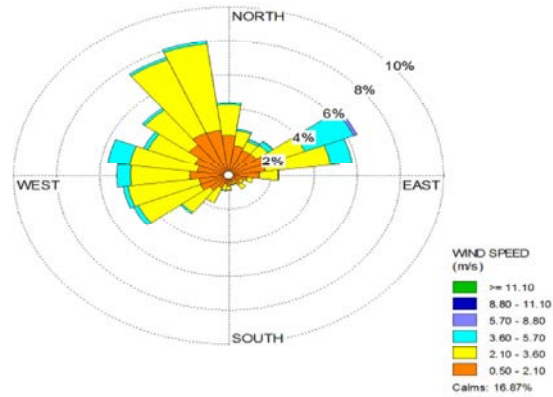 NORTH
10%
8%
6%
4%
2%
WEST
EAST
SOUTH
WIND SPEED
(m/s)
>= 11.10
8.80 - 11.10
5.70 - 8.80
3.60 - 5.70
2.10 - 3.60
0.50 - 2.10
Calms: 16.87%